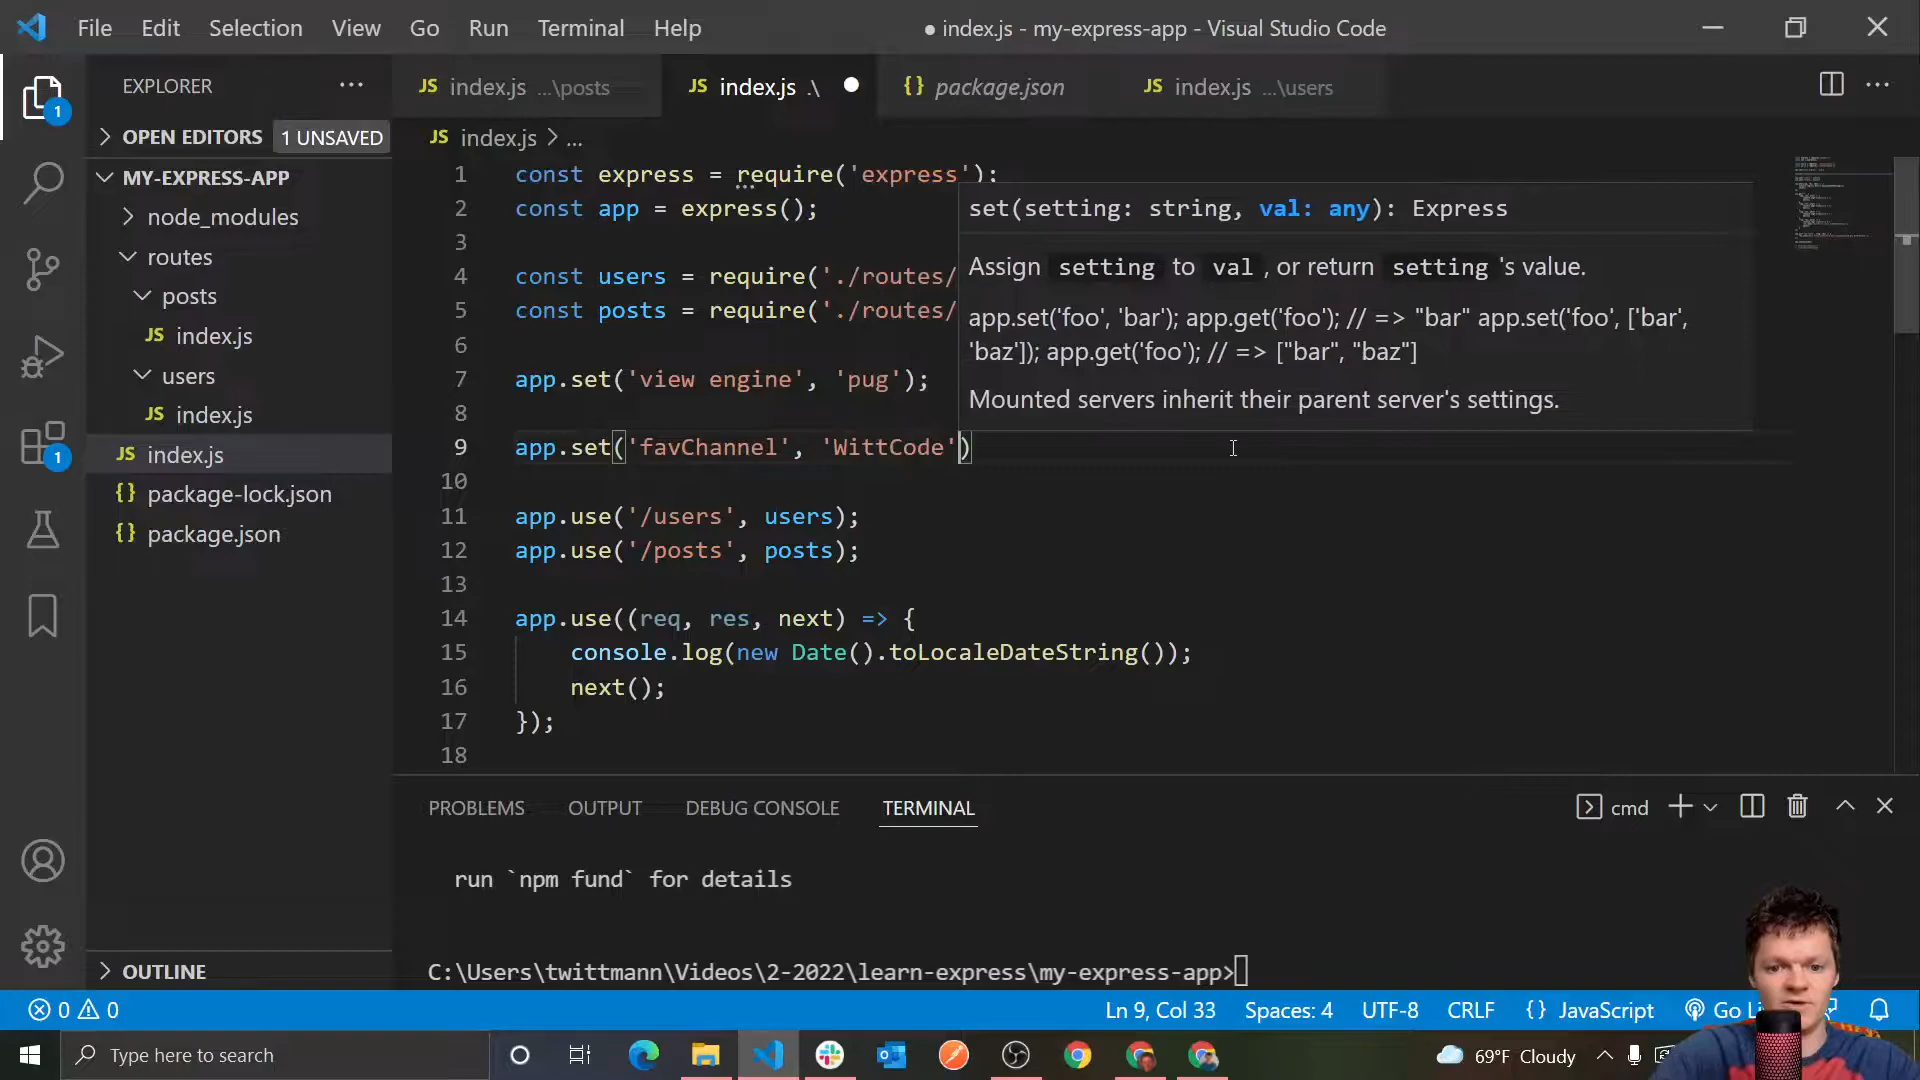 File Edit Selection View Go Run Terminal Help
● index.js - my-express-app - Visual Studio Code
EXPLORER
1
OPEN EDITORS 1 UNSAVED
MY-EXPRESS-APP
node_modules
routes
posts
JS index.js
users
JS index.js
JS index.js
{} package-lock.json
{} package.json
1
OUTLINE
JS index.js ...\posts
JS index.js .\
{} package.json
JS index.js ...\users
JS index.js > ...
1 const express = require('express');
2 const app = express();
3
4 const users = require('./routes/
5 const posts = require('./routes/
6
7 app.set('view engine', 'pug');
8
9 app.set('favChannel', 'WittCode')
10
11 app.use('/users', users);
12 app.use('/posts', posts);
13
14 app.use((req, res, next) => {
15 console.log(new Date().toLocaleDateString());
16 next();
17 });
18
set(setting: string, val: any): Express
Assign setting to val , or return setting 's value.
app.set('foo', 'bar'); app.get('foo'); // => "bar" app.set('foo', ['bar',
'baz']); app.get('foo'); // => ["bar", "baz"]
Mounted servers inherit their parent server's settings.
PROBLEMS OUTPUT DEBUG CONSOLE TERMINAL
cmd
run `npm fund` for details
C:\Users\twittmann\Videos\2-2022\learn-express\my-express-app>
0 0
Ln 9, Col 33 Spaces: 4 UTF-8 CRLF {} JavaScript Go
Type here to search
69°F Cloudy